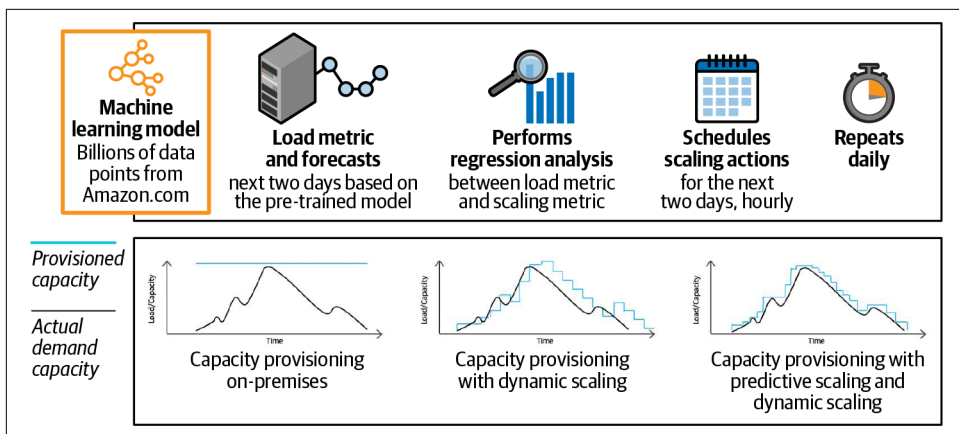 Machine
learning model
Billions of data
points from
Amazon.com
Load metric
and forecasts
next two days based on
the pre-trained model
Performs
regression analysis
between load metric
and scaling metric
Schedules
scaling actions
for the next
two days, hourly
Repeats
daily
Provisioned
capacity
Actual
demand
capacity
Load/Capacity
Time
Capacity provisioning
on-premises
Load/Capacity
Time
Capacity provisioning
with dynamic scaling
Load/Capacity
Time
Capacity provisioning with
predictive scaling and
dynamic scaling